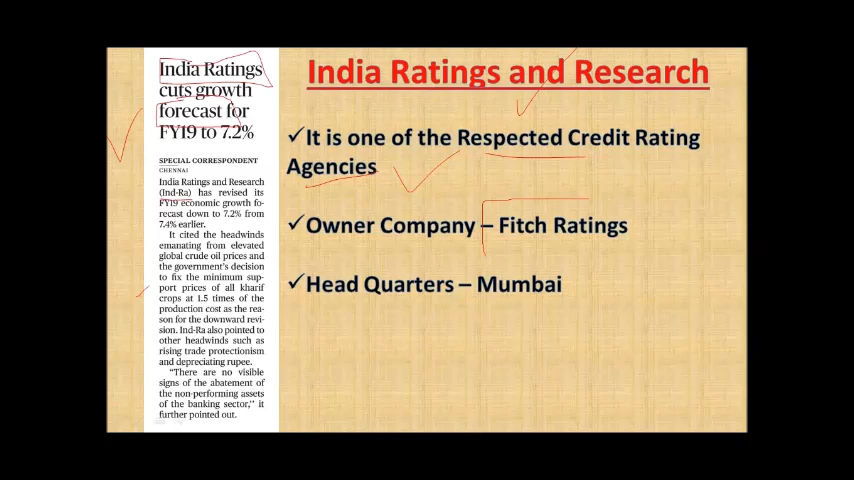 India Ratings
cuts growth
forecast for
FY19 to 7.2%
SPECIAL CORRESPONDENT
CHENNAI
India Ratings and Research
(Ind-Ra) has revised its
FY19 economic growth fo-
recast down to 7.2% from
7.4% earlier.
It cited the headwinds
emanating from elevated
global crude oil prices and
the government's decision
to fix the minimum sup-
port prices of all kharif
crops at 1.5 times of the
production cost as the rea-
son for the downward revi-
sion. Ind-Ra also pointed to
other headwinds such as
rising trade protectionism
and depreciating rupee.
“There are no visible
signs of the abatement of
the non-performing assets
of the banking sector,” it
further pointed out.
India Ratings and Research
✓It is one of the Respected Credit Rating
Agencies
✓Owner Company – Fitch Ratings
✓Head Quarters – Mumbai